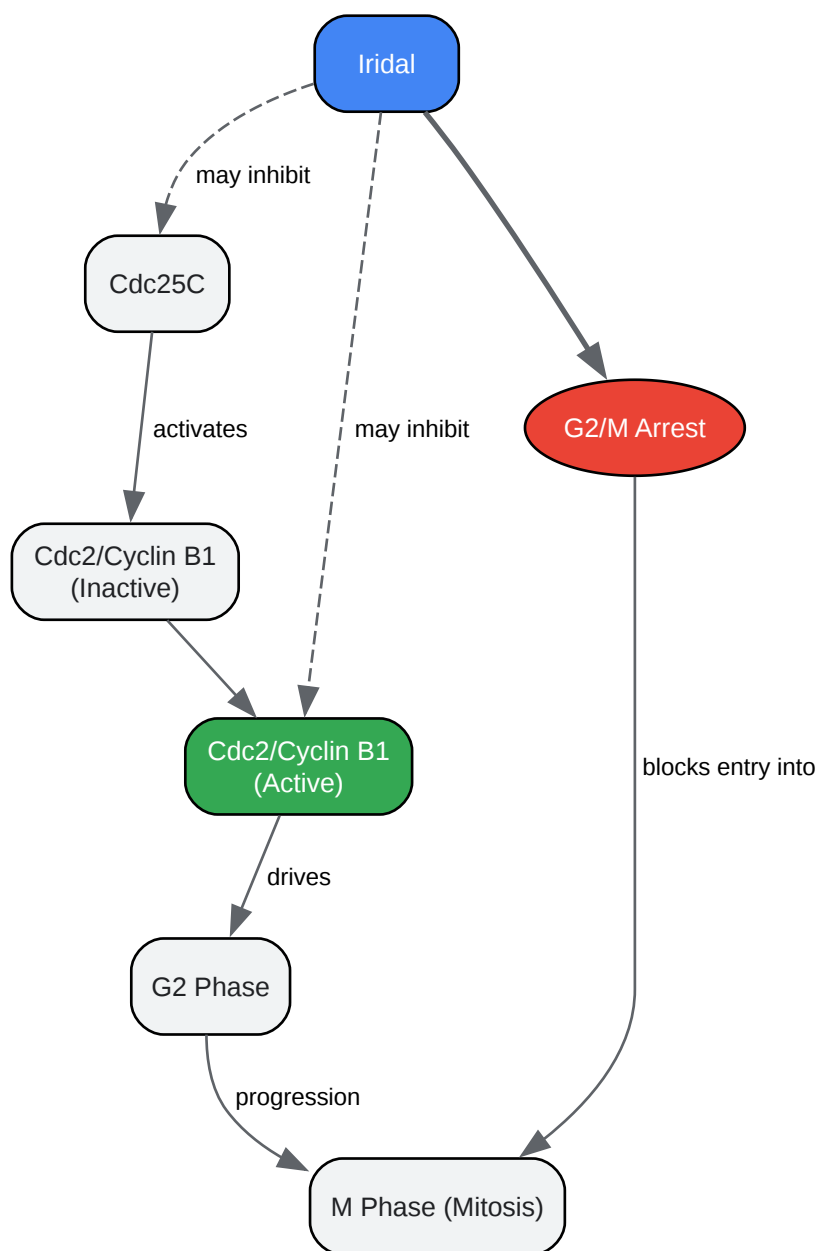 Iridal
may inhibit
Cdc25C
activates
may inhibit
G2/M Arrest
Cdc2/Cyclin B1
(Inactive)
Cdc2/Cyclin B1
(Active)
blocks entry into
drives
G2 Phase
progression
M Phase (Mitosis)